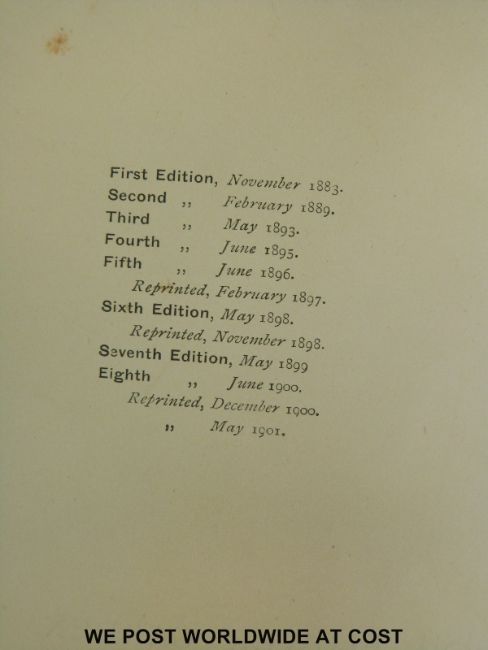 First Edition, November 1883.
Second ,, February 1889.
Third ,, May 1893.
Fourth ,, June 1895.
Fifth ,, June 1896.
Reprinted, February 1897.
Sixth Edition, May 1898.
Reprinted, November 1898.
Seventh Edition, May 1899
Eighth ,, June 1900.
Reprinted, December 1900.
,, May 1901.
WE POST WORLDWIDE AT COST